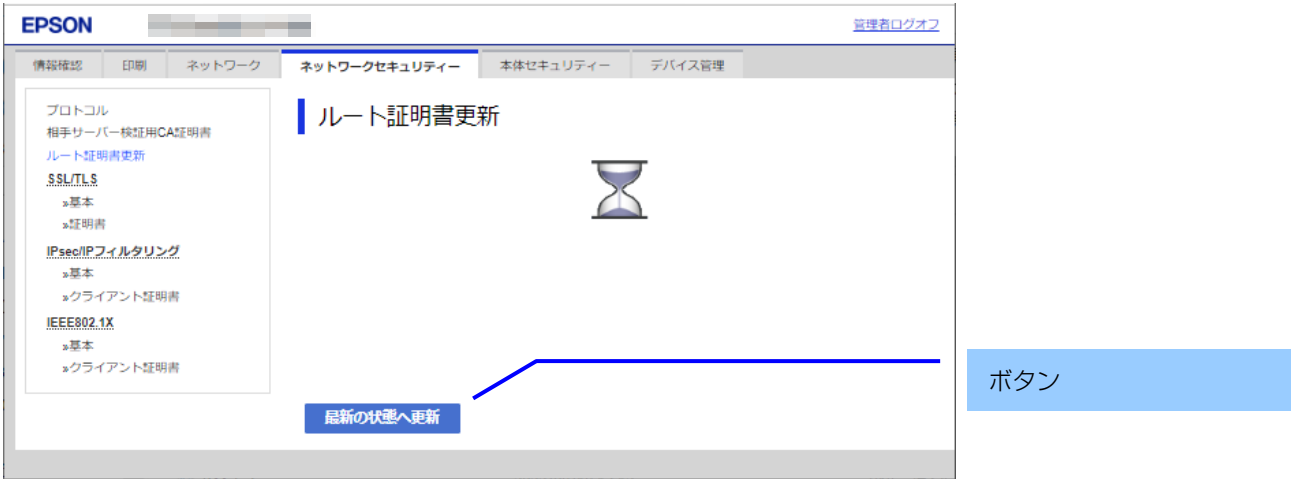 EPSON
管理者ログオフ
情報確認 印刷 ネットワーク ネットワークセキュリティー 本体セキュリティー デバイス管理
プロトコル
相手サーバー検証用CA証明書
ルート証明書更新
SSL/TLS
»基本
»証明書
IPsec/IPフィルタリング
»基本
»クライアント証明書
IEEE802.1X
»基本
»クライアント証明書
ルート証明書更新
最新の状態へ更新
ボタン